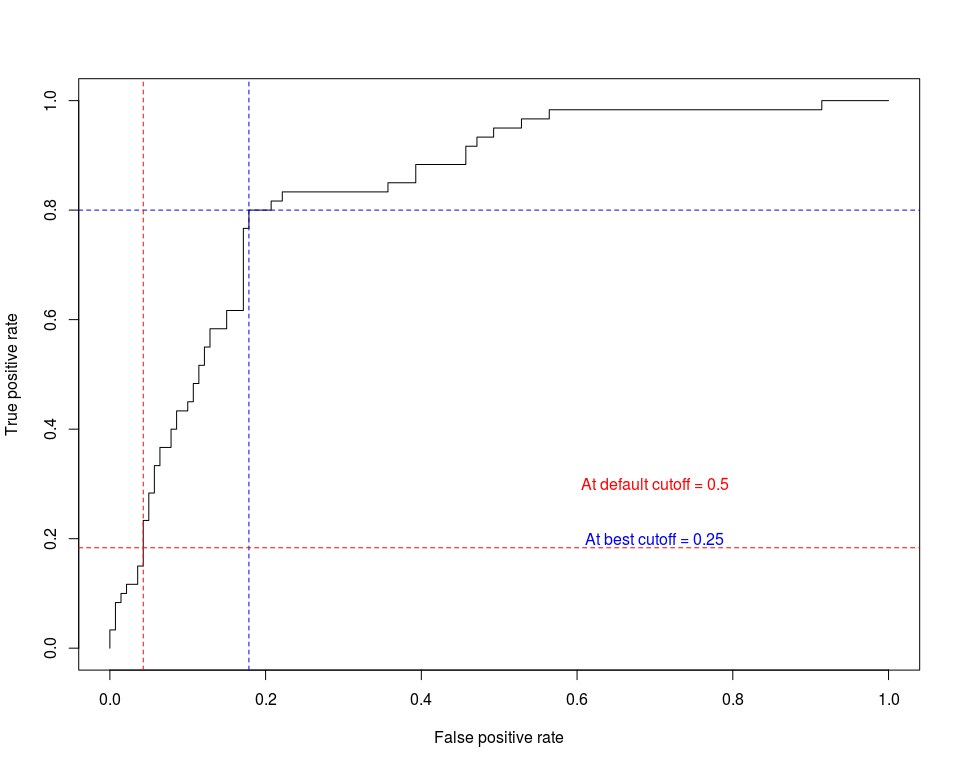 True positive rate
1.0
0.8
0.6
0.4
0.2
0.0
At default cutoff = 0.5
At best cutoff = 0.25
0.0 0.2 0.4 0.6 0.8 1.0
False positive rate